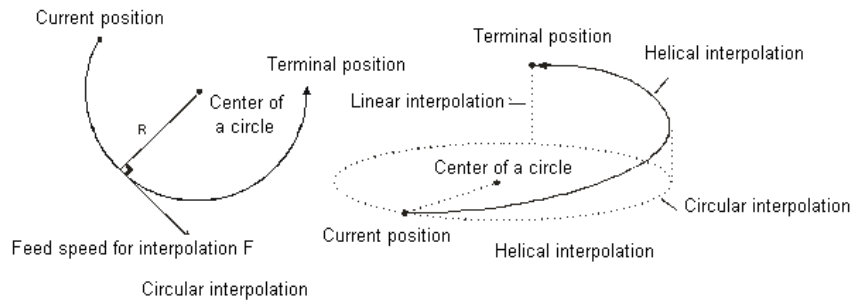 Current position
Terminal position
Center of
a circle
R
Feed speed for interpolation F
Circular interpolation
Terminal position
Helical interpolation
Linear interpolation
Center of a circle
Circular interpolation
Current position
Helical interpolation